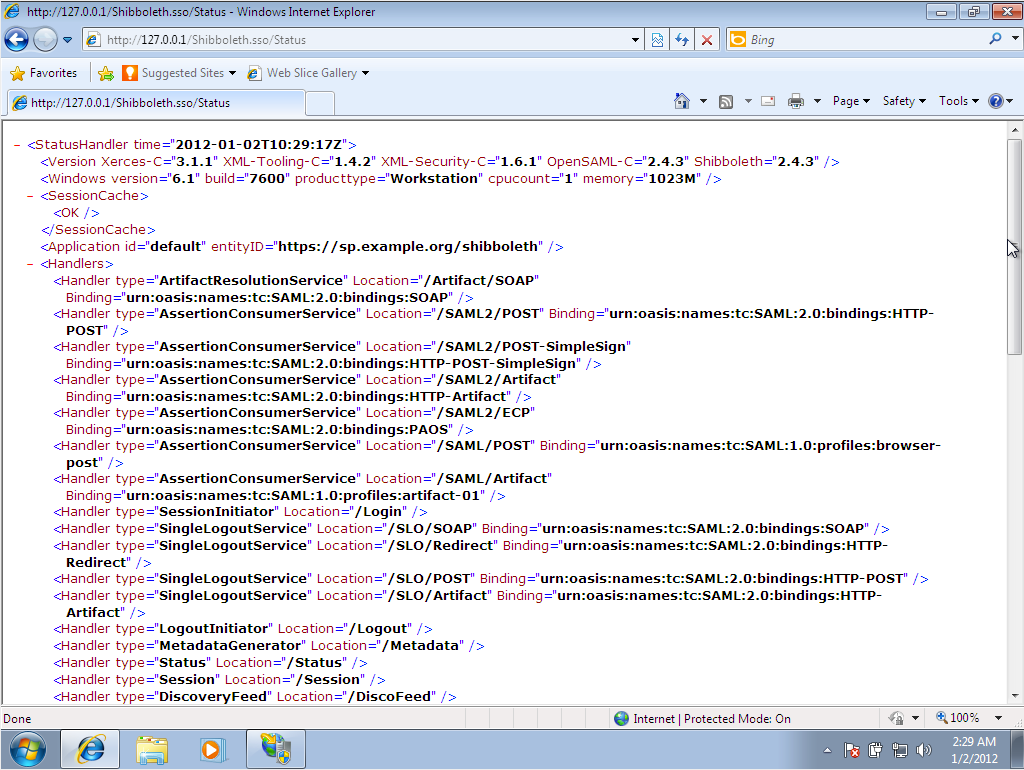 http://127.0.0.1/Shibboleth.sso/Status - Windows Internet Explorer
http://127.0.0.1/Shibboleth.sso/Status
Bing
Favorites
Suggested Sites
Web Slice Gallery
http://127.0.0.1/Shibboleth.sso/Status
Page
Safety
Tools
- <StatusHandler time="2012-01-02T10:29:17Z">
<Version Xerces-C="3.1.1" XML-Tooling-C="1.4.2" XML-Security-C="1.6.1" OpenSAML-C="2.4.3" Shibboleth="2.4.3" />
<Windows version="6.1" build="7600" producttype="Workstation" cpucount="1" memory="1023M" />
- <SessionCache>
<OK />
</SessionCache>
<Application id="default" entityID="https://sp.example.org/shibboleth" />
- <Handlers>
<Handler type="ArtifactResolutionService" Location="/Artifact/SOAP"
Binding="urn:oasis:names:tc:SAML:2.0:bindings:SOAP" />
<Handler type="AssertionConsumerService" Location="/SAML2/POST" Binding="urn:oasis:names:tc:SAML:2.0:bindings:HTTP-
POST" />
<Handler type="AssertionConsumerService" Location="/SAML2/POST-SimpleSign"
Binding="urn:oasis:names:tc:SAML:2.0:bindings:HTTP-POST-SimpleSign" />
<Handler type="AssertionConsumerService" Location="/SAML2/Artifact"
Binding="urn:oasis:names:tc:SAML:2.0:bindings:HTTP-Artifact" />
<Handler type="AssertionConsumerService" Location="/SAML2/ECP"
Binding="urn:oasis:names:tc:SAML:2.0:bindings:PAOS" />
<Handler type="AssertionConsumerService" Location="/SAML/POST" Binding="urn:oasis:names:tc:SAML:1.0:profiles:browser-
post" />
<Handler type="AssertionConsumerService" Location="/SAML/Artifact"
Binding="urn:oasis:names:tc:SAML:1.0:profiles:artifact-01" />
<Handler type="SessionInitiator" Location="/Login" />
<Handler type="SingleLogoutService" Location="/SLO/SOAP" Binding="urn:oasis:names:tc:SAML:2.0:bindings:SOAP" />
<Handler type="SingleLogoutService" Location="/SLO/Redirect" Binding="urn:oasis:names:tc:SAML:2.0:bindings:HTTP-
Redirect" />
<Handler type="SingleLogoutService" Location="/SLO/POST" Binding="urn:oasis:names:tc:SAML:2.0:bindings:HTTP-POST" />
<Handler type="SingleLogoutService" Location="/SLO/Artifact" Binding="urn:oasis:names:tc:SAML:2.0:bindings:HTTP-
Artifact" />
<Handler type="LogoutInitiator" Location="/Logout" />
<Handler type="MetadataGenerator" Location="/Metadata" />
<Handler type="Status" Location="/Status" />
<Handler type="Session" Location="/Session" />
<Handler type="DiscoveryFeed" Location="/DiscoFeed" />
Done
Internet | Protected Mode: On
100%
2:29 AM
1/2/2012